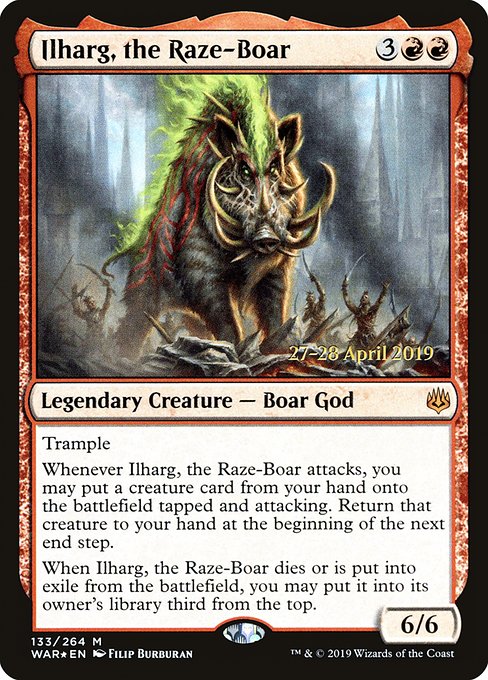 Ilharg, the Raze-Boar 3
27-28 April 2019
Legendary Creature — Boar God
Trample
Whenever Ilharg, the Raze-Boar attacks, you
may put a creature card from your hand onto
the battlefield tapped and attacking. Return that
creature to your hand at the beginning of the next
end step.
When Ilharg, the Raze-Boar dies or is put into
exile from the battlefield, you may put it into its
owner's library third from the top.
6/6
133/264 M
WAR★EN Filip Burburan ™ & © 2019 Wizards of the Coast